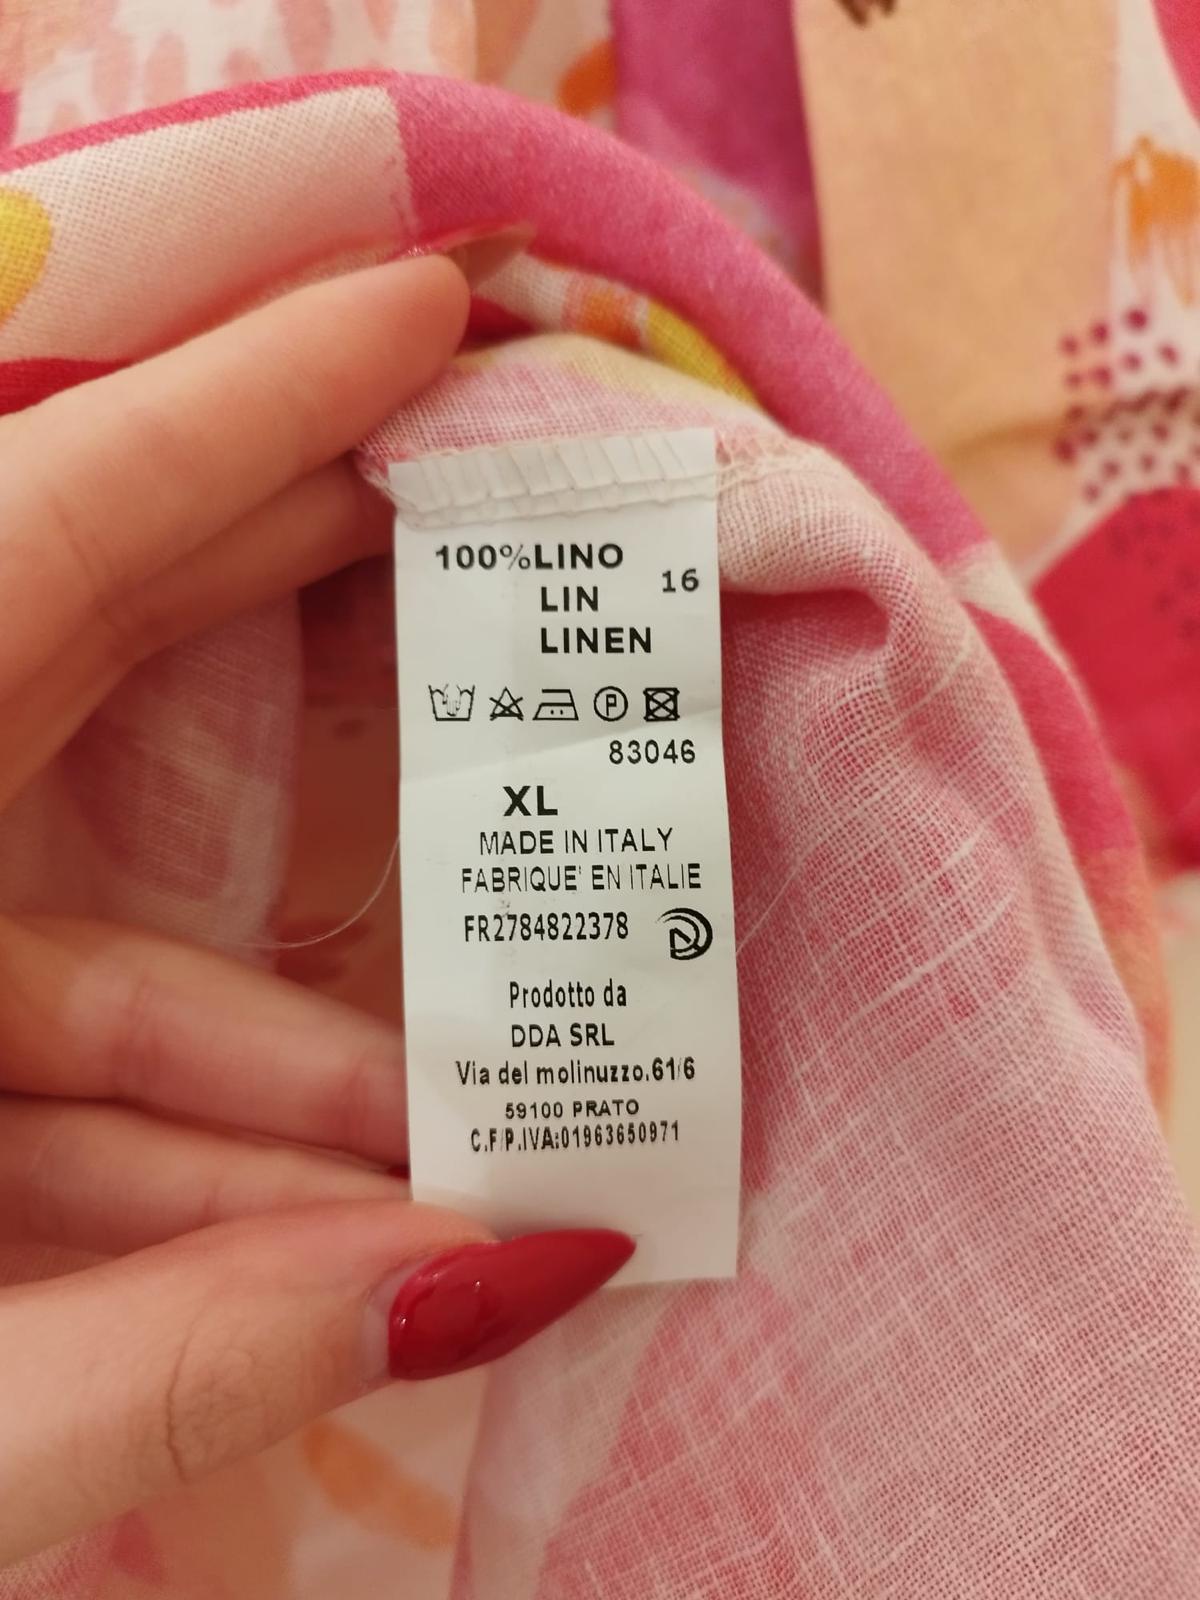 100%LINO
16
LIN
LINEN
P
83046
XL
MADE IN ITALY
FABRIQUE' EN ITALIE
FR2784822378
Prodotto da
DDA SRL
Via del molinuzzo.61/6
59100 PRATO
C.F/P.IVA:01963650971